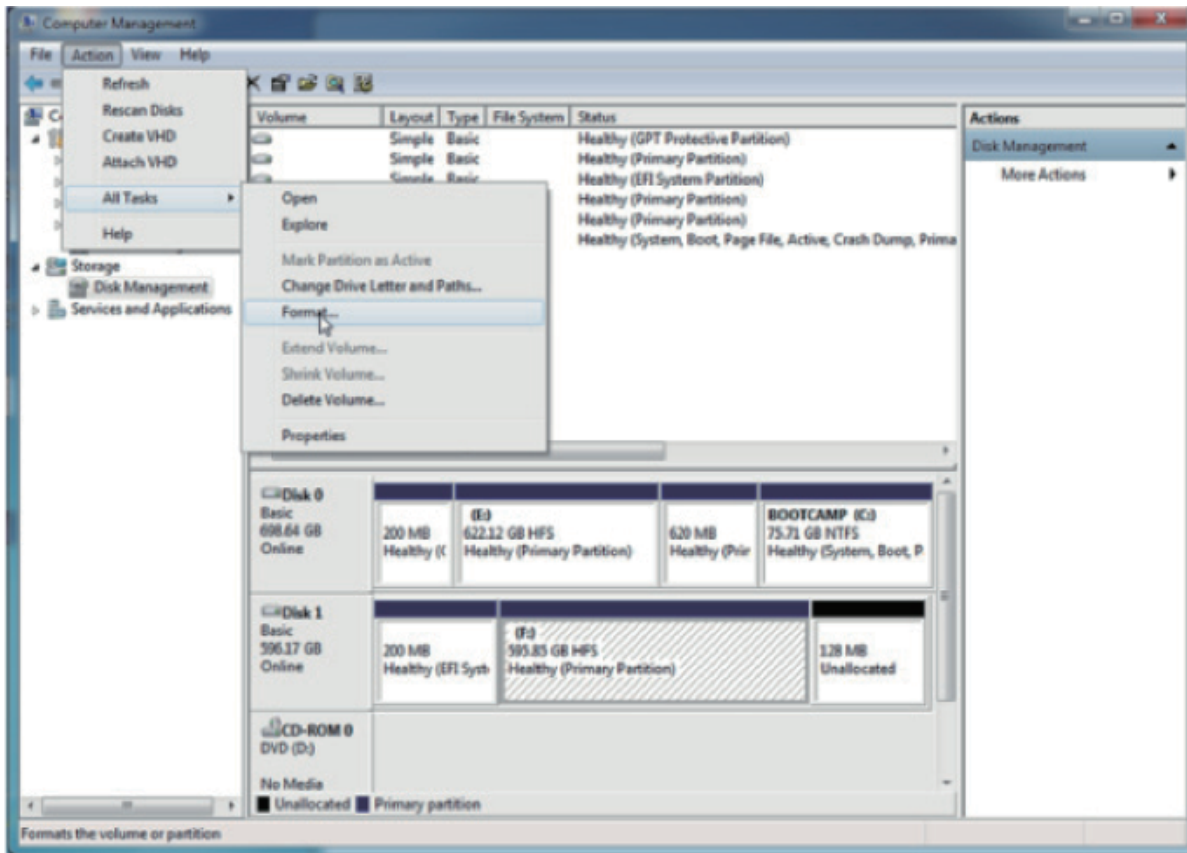 Computer Management
File Action View Help
Refresh
Rescan Disks
Create VHD
Attach VHD
All Tasks
Help
Open
Explore
Mark Partition as Active
Change Drive Letter and Paths...
Format...
Extend Volume...
Shrink Volume...
Delete Volume...
Properties
Storage
Disk Management
Services and Applications
Volume Layout Type File System Status
Simple Basic Healthy (GPT Protective Partition)
Simple Basic Healthy (Primary Partition)
Simple Basic Healthy (EFI System Partition)
Healthy (Primary Partition)
Healthy (Primary Partition)
Healthy (System, Boot, Page File, Active, Crash Dump, Prima
Actions
Disk Management
More Actions
Disk 0
Basic
698.64 GB
Online
200 MB
Healthy (
(E:)
622.12 GB HFS
Healthy (Primary Partition)
620 MB
Healthy (Prir
BOOTCAMP (C:)
75.71 GB NTFS
Healthy (System, Boot, P
Disk 1
Basic
596.17 GB
Online
200 MB
Healthy (EFI Syst
(F:)
595.85 GB HFS
Healthy (Primary Partition)
128 MB
Unallocated
CD-ROM 0
DVD (D:)
No Media
Unallocated Primary partition
Formats the volume or partition